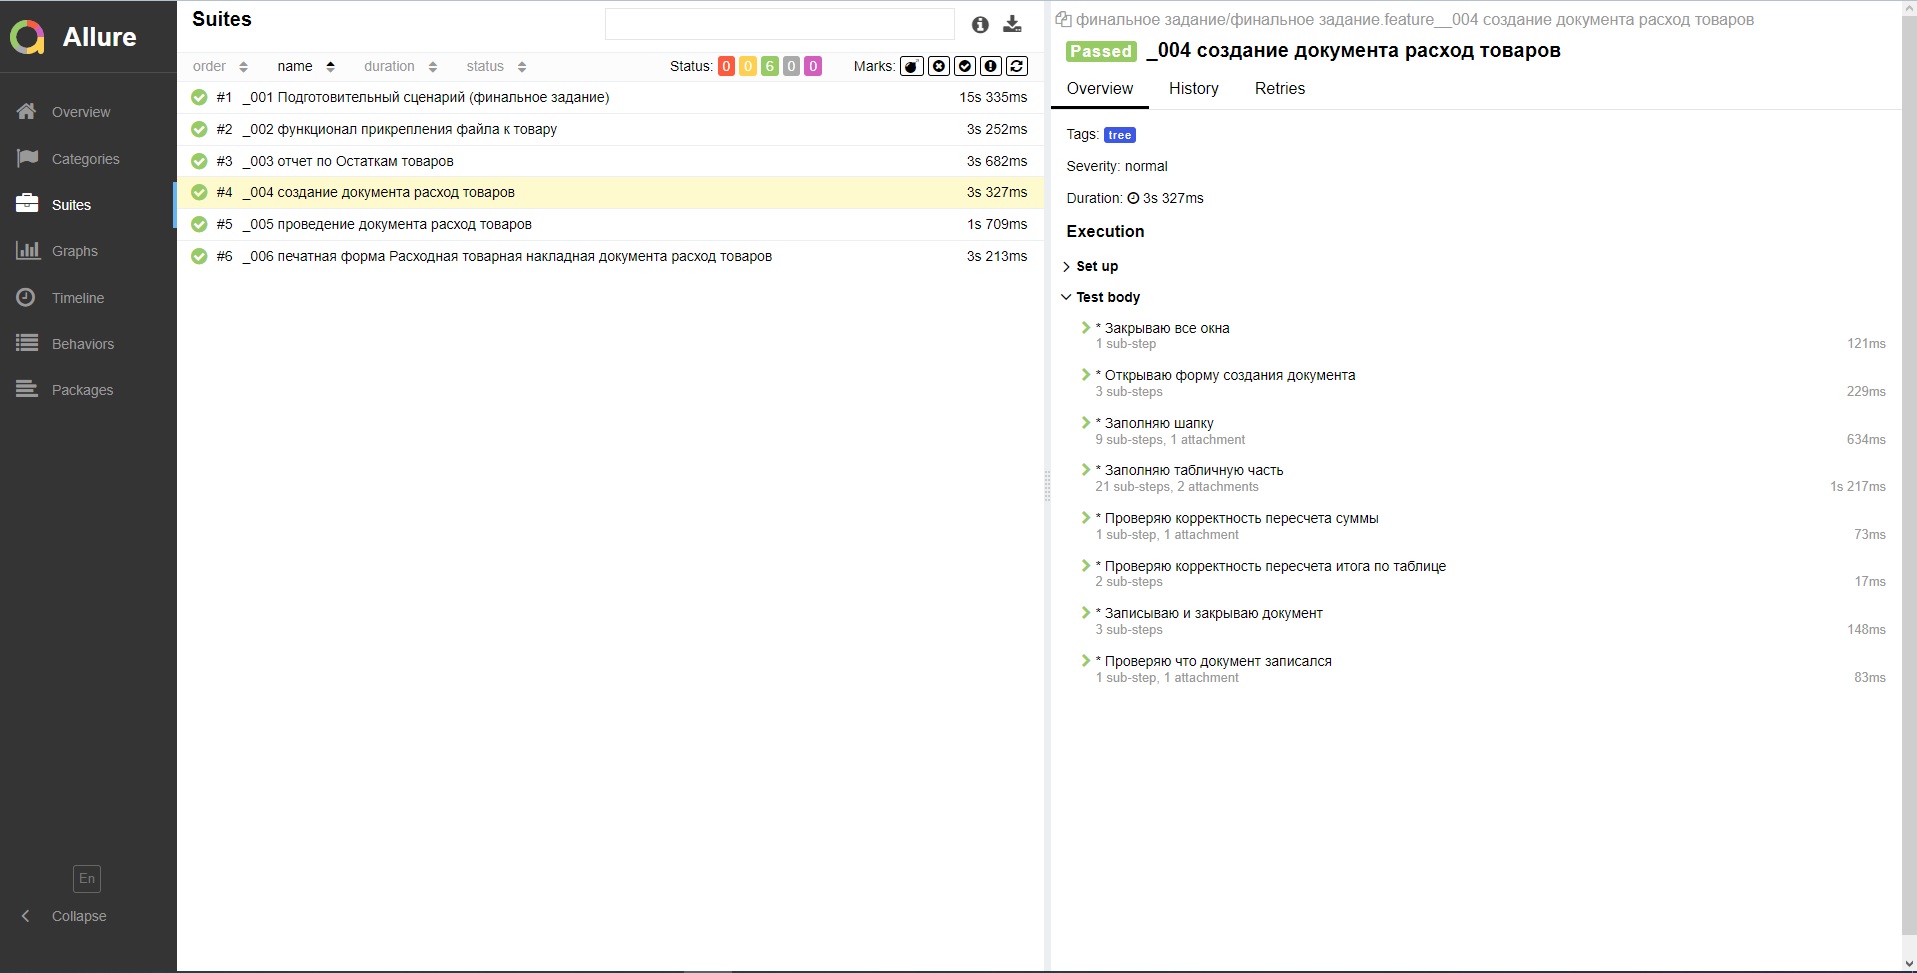 Allure
Overview
Categories
Suites
Graphs
Timeline
Behaviors
Packages
En
Collapse
Suites
order name duration status Status: 0 0 6 0 0 Marks:
#1 _001 Подготовительный сценарий (финальное задание) 15s 335ms
#2 _002 функционал прикрепления файла к товару 3s 252ms
#3 _003 отчет по Остаткам товаров 3s 682ms
#4 _004 создание документа расход товаров 3s 327ms
#5 _005 проведение документа расход товаров 1s 709ms
#6 _006 печатная форма Расходная товарная накладная документа расход товаров 3s 213ms
финальное задание/финальное задание.feature__004 создание документа расход товаров
Passed _004 создание документа расход товаров
Overview History Retries
Tags: tree
Severity: normal
Duration: 3s 327ms
Execution
Set up
Test body
* Закрываю все окна
1 sub-step 121ms
* Открываю форму создания документа
3 sub-steps 229ms
* Заполняю шапку
9 sub-steps, 1 attachment 634ms
* Заполняю табличную часть
21 sub-steps, 2 attachments 1s 217ms
* Проверяю корректность пересчета суммы
1 sub-step, 1 attachment 73ms
* Проверяю корректность пересчета итога по таблице
2 sub-steps 17ms
* Записываю и закрываю документ
3 sub-steps 148ms
* Проверяю что документ записался
1 sub-step, 1 attachment 83ms